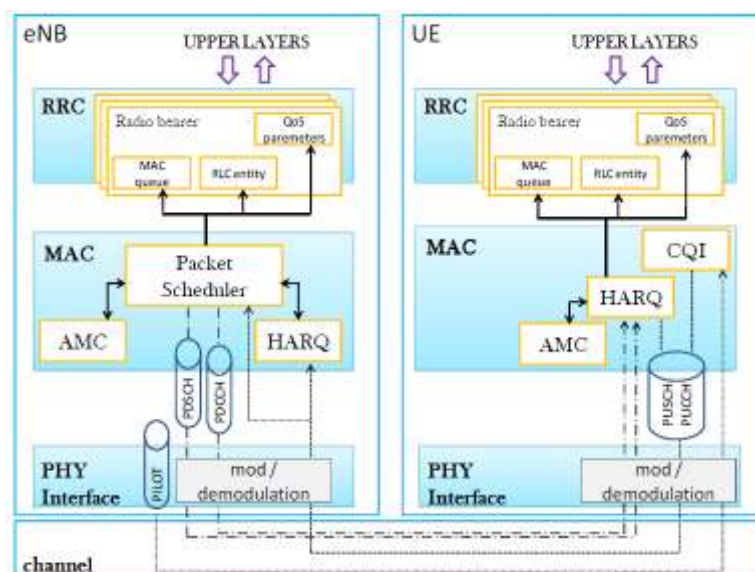 eNB
UPPER LAYERS
RRC
Radio bearer
QoS
paremeters
MAC
queue
RLC entity
MAC
Packet
Scheduler
AMC
HARQ
PDSCH
PDCCH
PILOT
PHY
Interface
mod /
demodulation
UE
UPPER LAYERS
RRC
Radio bearer
QoS
paremeters
MAC
queue
RLC entity
MAC
CQI
HARQ
AMC
PUSCH
PUCCH
PHY
Interface
mod /
demodulation
channel